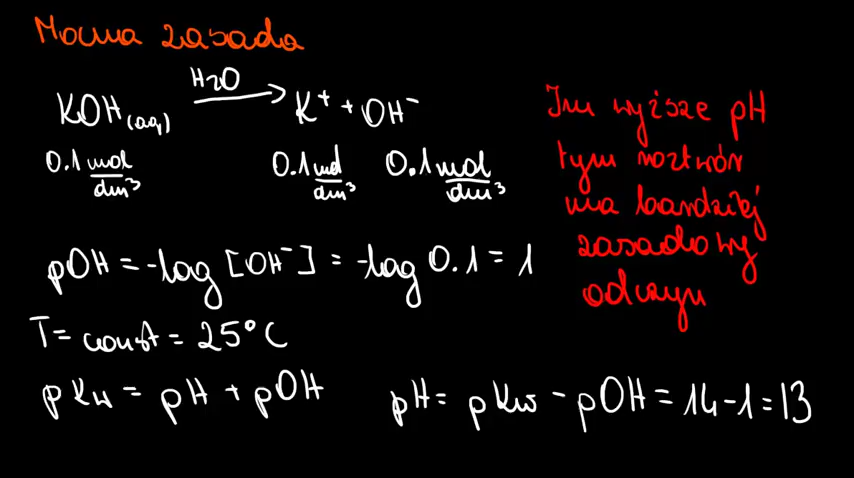 Mocna zasada
KOH(aq) H2O → K⁺ + OH⁻
0.1 mol/dm³ 0.1 mol/dm³ 0.1 mol/dm³
pOH = -log [OH⁻] = -log 0.1 = 1
T = const = 25°C
pKw = pH + pOH
pH = pKw - pOH = 14 - 1 = 13
Im wyższe pH
tym roztwór
ma bardziej
zasadowy
odczyn